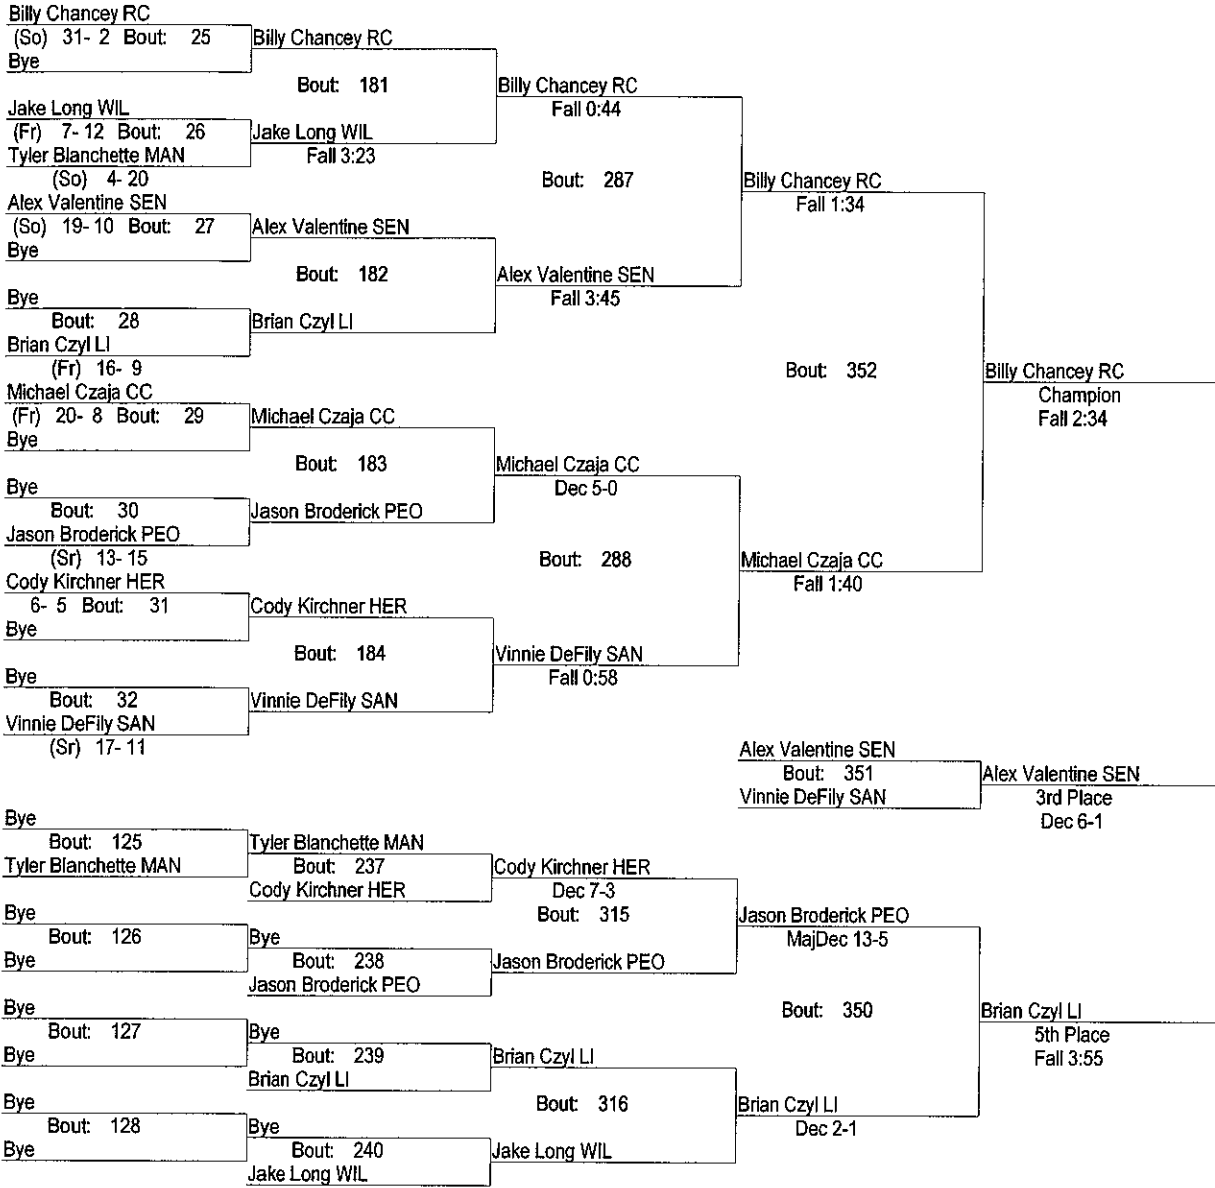 Billy Chancey RC
(So) 31- 2 Bout: 25 Billy Chancey RC
Bye
Bout: 181 Billy Chancey RC
Jake Long WIL Fall 0:44
(Fr) 7- 12 Bout: 26 Jake Long WIL
Tyler Blanchette MAN Fall 3:23
(So) 4- 20 Bout: 287 Billy Chancey RC
Alex Valentine SEN Fall 1:34
(So) 19- 10 Bout: 27 Alex Valentine SEN
Bye
Bout: 182 Alex Valentine SEN
Bye Fall 3:45
Bout: 28 Brian Czyl LI
Brian Czyl LI
(Fr) 16- 9 Bout: 352 Billy Chancey RC
Michael Czaja CC Champion
(Fr) 20- 8 Bout: 29 Michael Czaja CC Fall 2:34
Bye
Bout: 183 Michael Czaja CC
Bye Dec 5-0
Bout: 30 Jason Broderick PEO
Jason Broderick PEO
(Sr) 13- 15 Bout: 288 Michael Czaja CC
Cody Kirchner HER Fall 1:40
6- 5 Bout: 31 Cody Kirchner HER
Bye
Bout: 184 Vinnie DeFily SAN
Bye Fall 0:58
Bout: 32 Vinnie DeFily SAN
Vinnie DeFily SAN
(Sr) 17- 11
Alex Valentine SEN
Bout: 351 Alex Valentine SEN
Vinnie DeFily SAN 3rd Place
Dec 6-1
Bye
Bout: 125 Tyler Blanchette MAN
Tyler Blanchette MAN Bout: 237 Cody Kirchner HER
Cody Kirchner HER Dec 7-3
Bye Bout: 315 Jason Broderick PEO
Bout: 126 Bye MajDec 13-5
Bye Bout: 238 Jason Broderick PEO
Jason Broderick PEO
Bye Bout: 350 Brian Czyl LI
Bout: 127 Bye 5th Place
Bye Bout: 239 Brian Czyl LI Fall 3:55
Brian Czyl LI
Bye Bout: 316 Brian Czyl LI
Bout: 128 Bye Dec 2-1
Bye Bout: 240 Jake Long WIL
Jake Long WIL